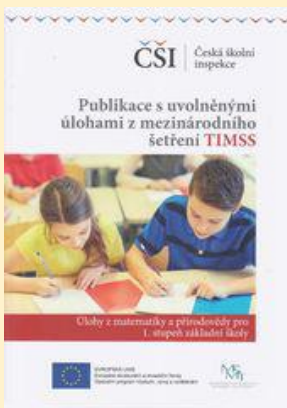 ČŠI
Česká školní
inspekce
Publikace s uvolněnými
úlohami z mezinárodního
šetření TIMSS
Úlohy z matematiky a přírodovědy pro
1. stupeň základní školy
EVROPSKÁ UNIE